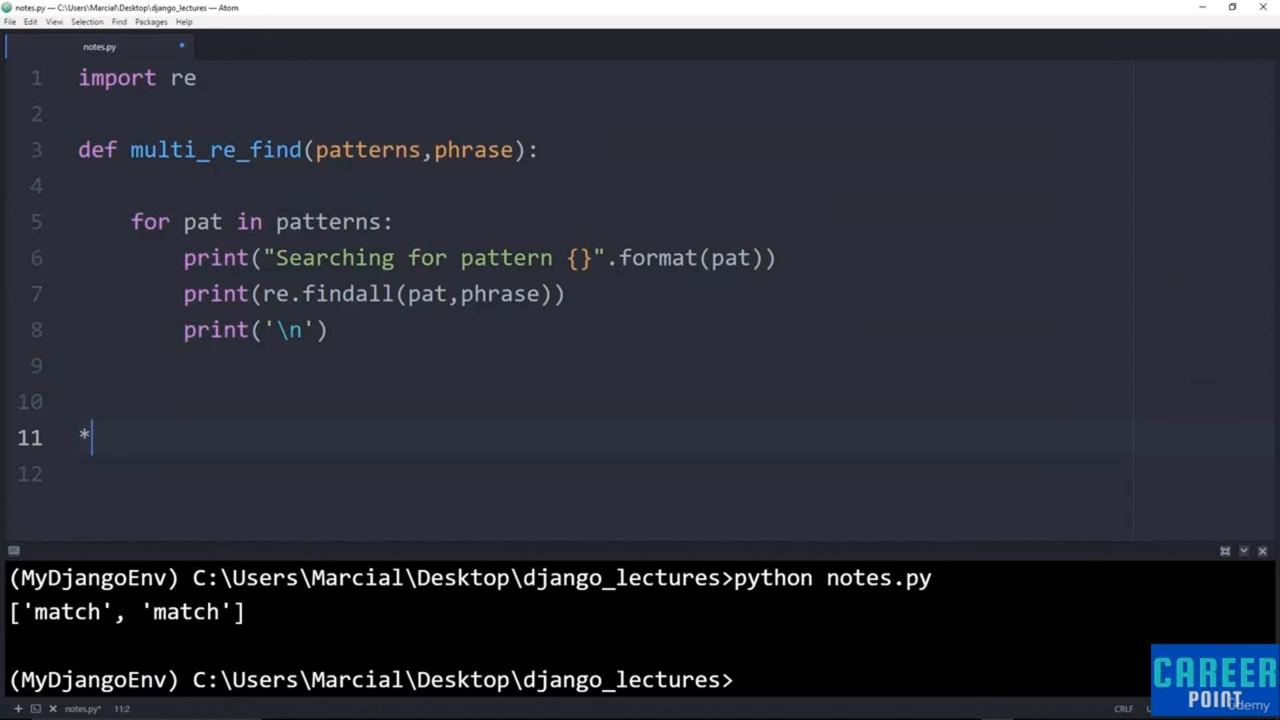 notes.py — C:\Users\Marcial\Desktop\django_lectures — Atom
File Edit View Selection Find Packages Help
notes.py
1 import re
2
3 def multi_re_find(patterns,phrase):
4
5     for pat in patterns:
6         print("Searching for pattern {}".format(pat))
7         print(re.findall(pat,phrase))
8         print('\n')
9
10
11 *
12
(MyDjangoEnv) C:\Users\Marcial\Desktop\django_lectures>python notes.py
['match', 'match']
(MyDjangoEnv) C:\Users\Marcial\Desktop\django_lectures>
CAREER
POINT
notes.py* 11:2
CRLF
Udemy